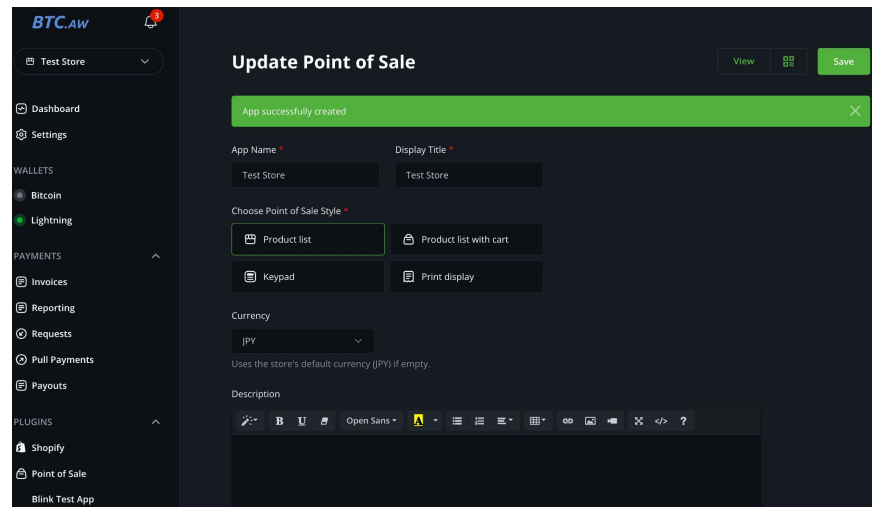 BTC.AW
3
Test Store
Dashboard
Settings
WALLETS
Bitcoin
Lightning
PAYMENTS
Invoices
Reporting
Requests
Pull Payments
Payouts
PLUGINS
Shopify
Point of Sale
Blink Test App
Update Point of Sale
View
Save
App successfully created
App Name *
Display Title *
Test Store
Test Store
Choose Point of Sale Style *
Product list
Product list with cart
Keypad
Print display
Currency
JPY
Uses the store's default currency (JPY) if empty.
Description
B U Open Sans A </> ?